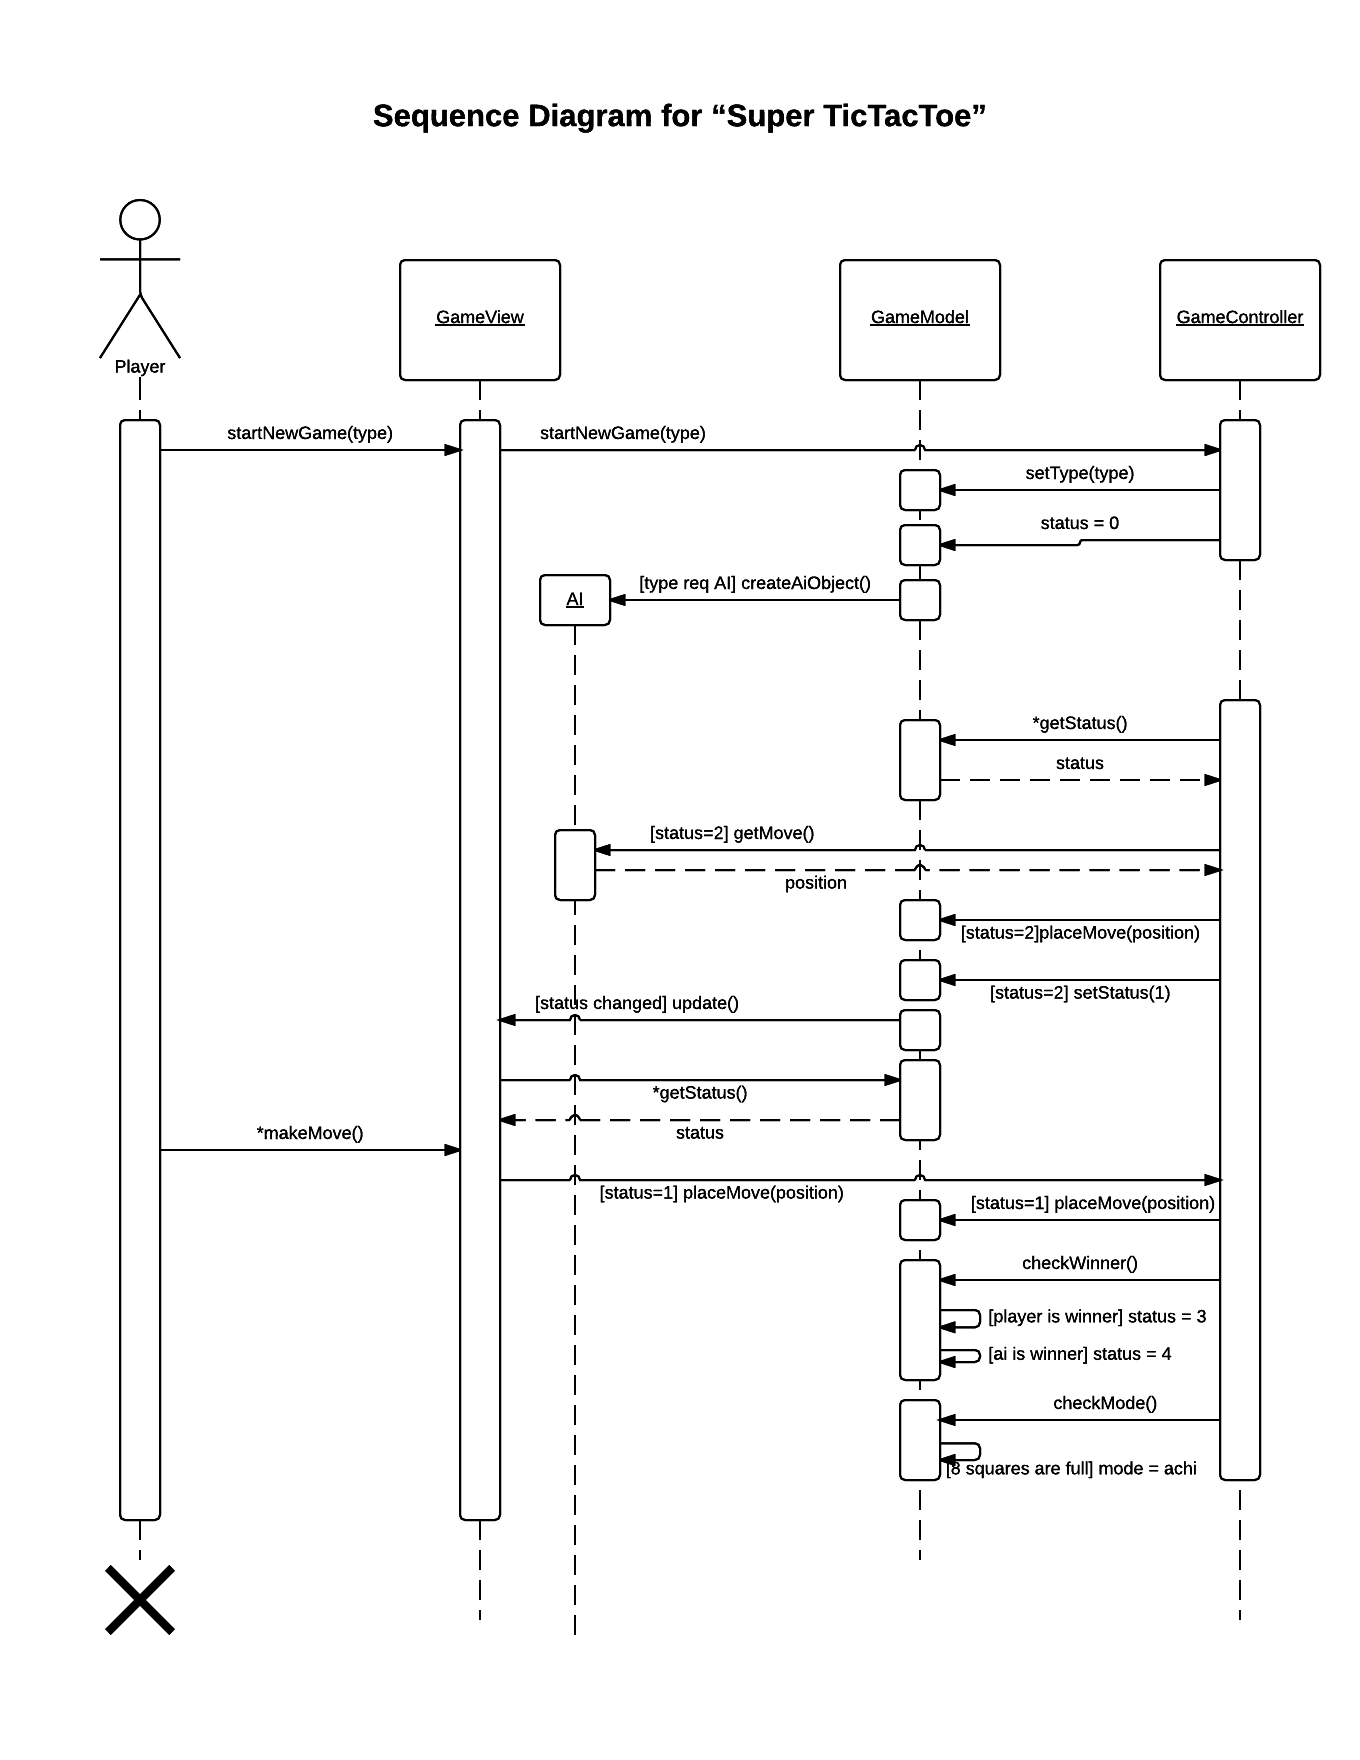 Sequence Diagram for “Super TicTacToe”
Player
GameView
GameModel
GameController
startNewGame(type)
startNewGame(type)
setType(type)
status = 0
[type req AI] createAiObject()
AI
*getStatus()
status
[status=2] getMove()
position
[status=2]placeMove(position)
[status=2] setStatus(1)
[status changed] update()
*getStatus()
status
*makeMove()
[status=1] placeMove(position)
[status=1] placeMove(position)
checkWinner()
[player is winner] status = 3
[ai is winner] status = 4
checkMode()
[8 squares are full] mode = achi